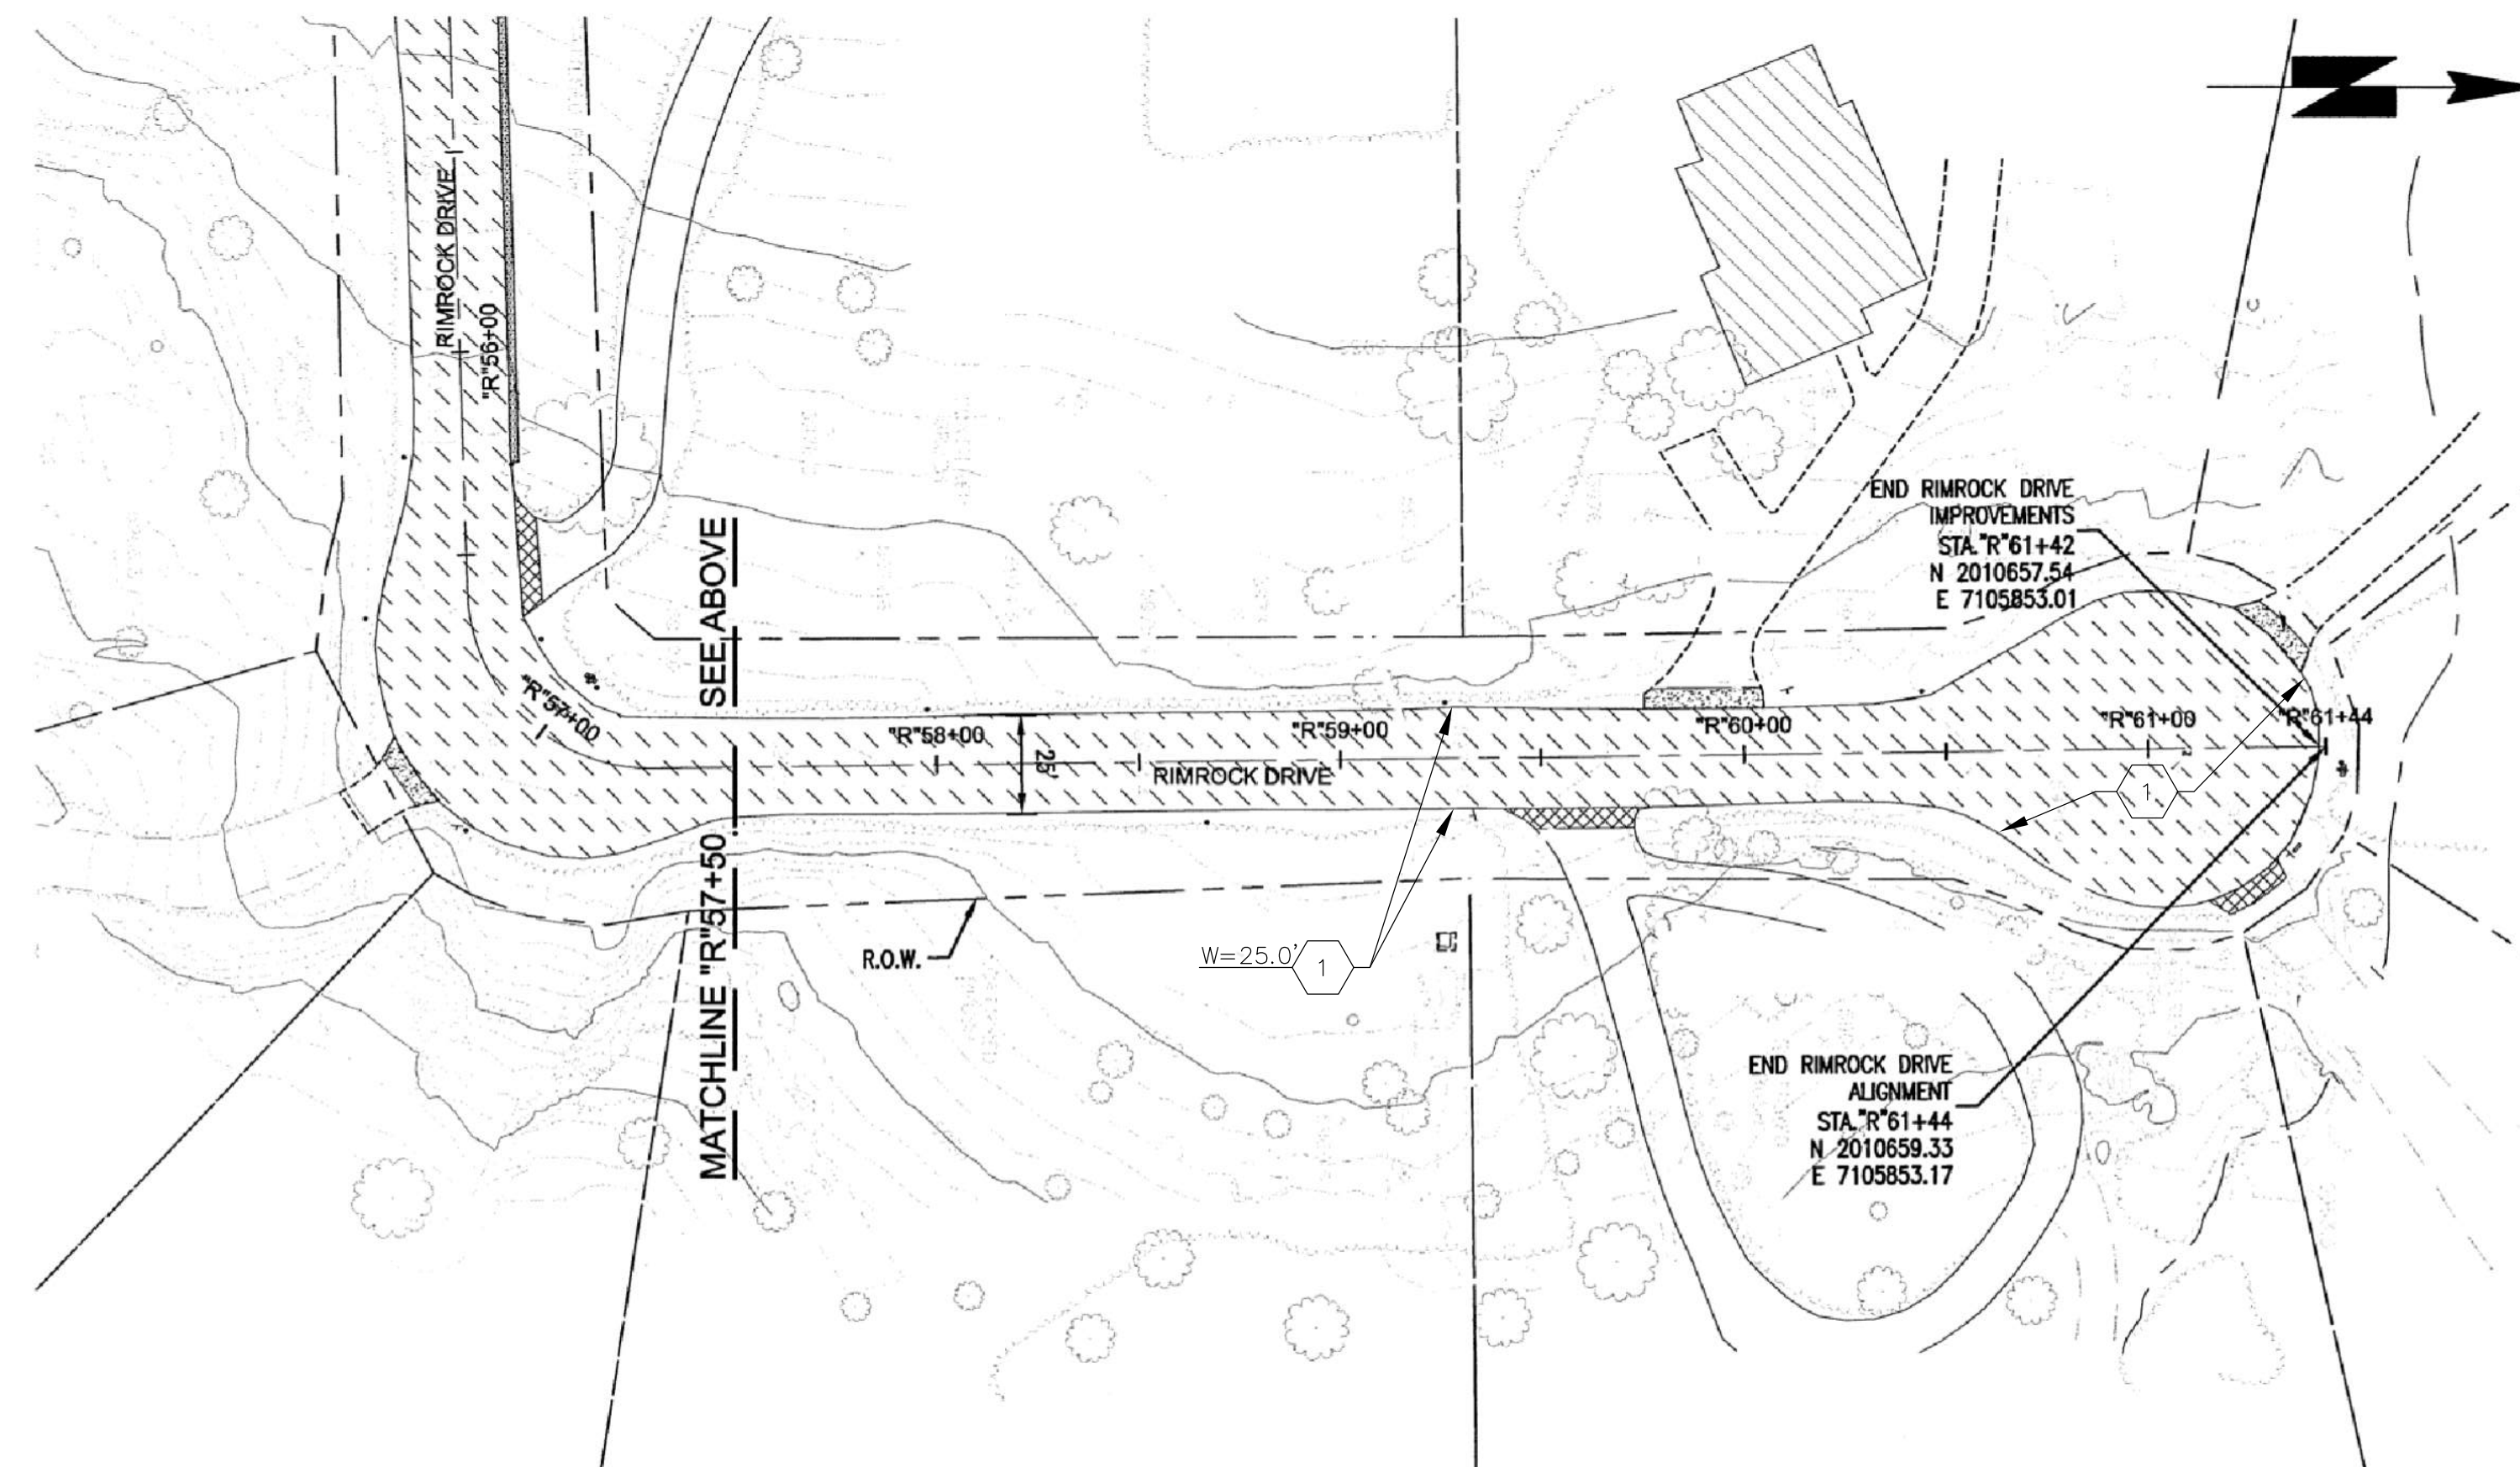 RIMROCK DRIVE
"R"56+00
"R"57+00
SEE ABOVE
MATCHLINE "R"57+50
"R"58+00
25'
"R"59+00
RIMROCK DRIVE
"R"60+00
"R"61+00
"R"61+44
END RIMROCK DRIVE
IMPROVEMENTS
STA."R"61+42
N 2010657.54
E 7105853.01
1
R.O.W.
W=25.0'
1
END RIMROCK DRIVE
ALIGNMENT
STA."R"61+44
N 2010659.33
E 7105853.17